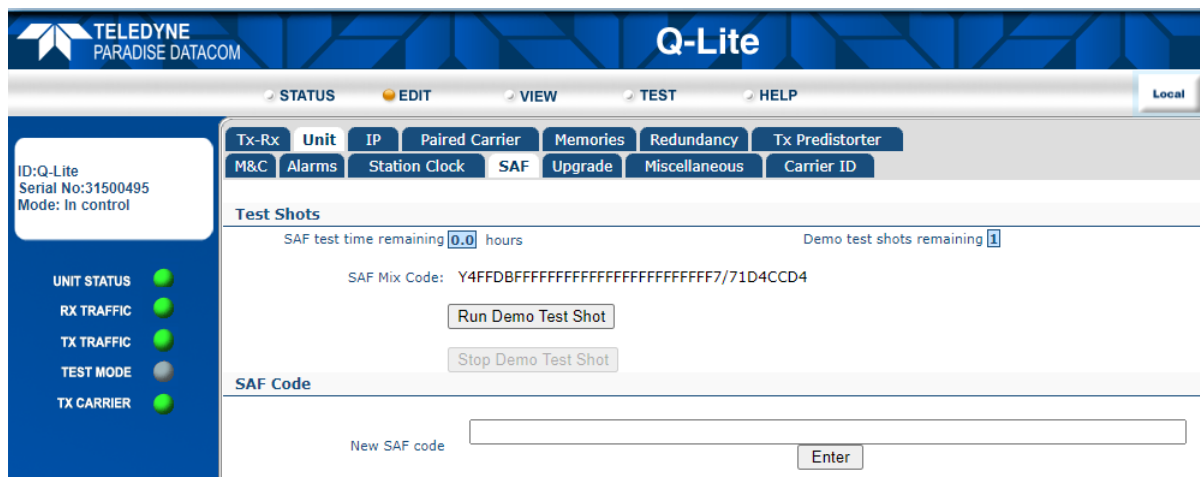 TELEDYNE
PARADISE DATACOM
Q-Lite
STATUS EDIT VIEW TEST HELP Local
Tx-Rx Unit IP Paired Carrier Memories Redundancy Tx Predistorter
M&C Alarms Station Clock SAF Upgrade Miscellaneous Carrier ID
ID:Q-Lite
Serial No:31500495
Mode: In control
UNIT STATUS
RX TRAFFIC
TX TRAFFIC
TEST MODE
TX CARRIER
Test Shots
SAF test time remaining 0.0 hours Demo test shots remaining 1
SAF Mix Code: Y4FFDBFFFFFFFFFFFFFFFFFFFFFFFFF7/71D4CCD4
Run Demo Test Shot
Stop Demo Test Shot
SAF Code
New SAF code
Enter